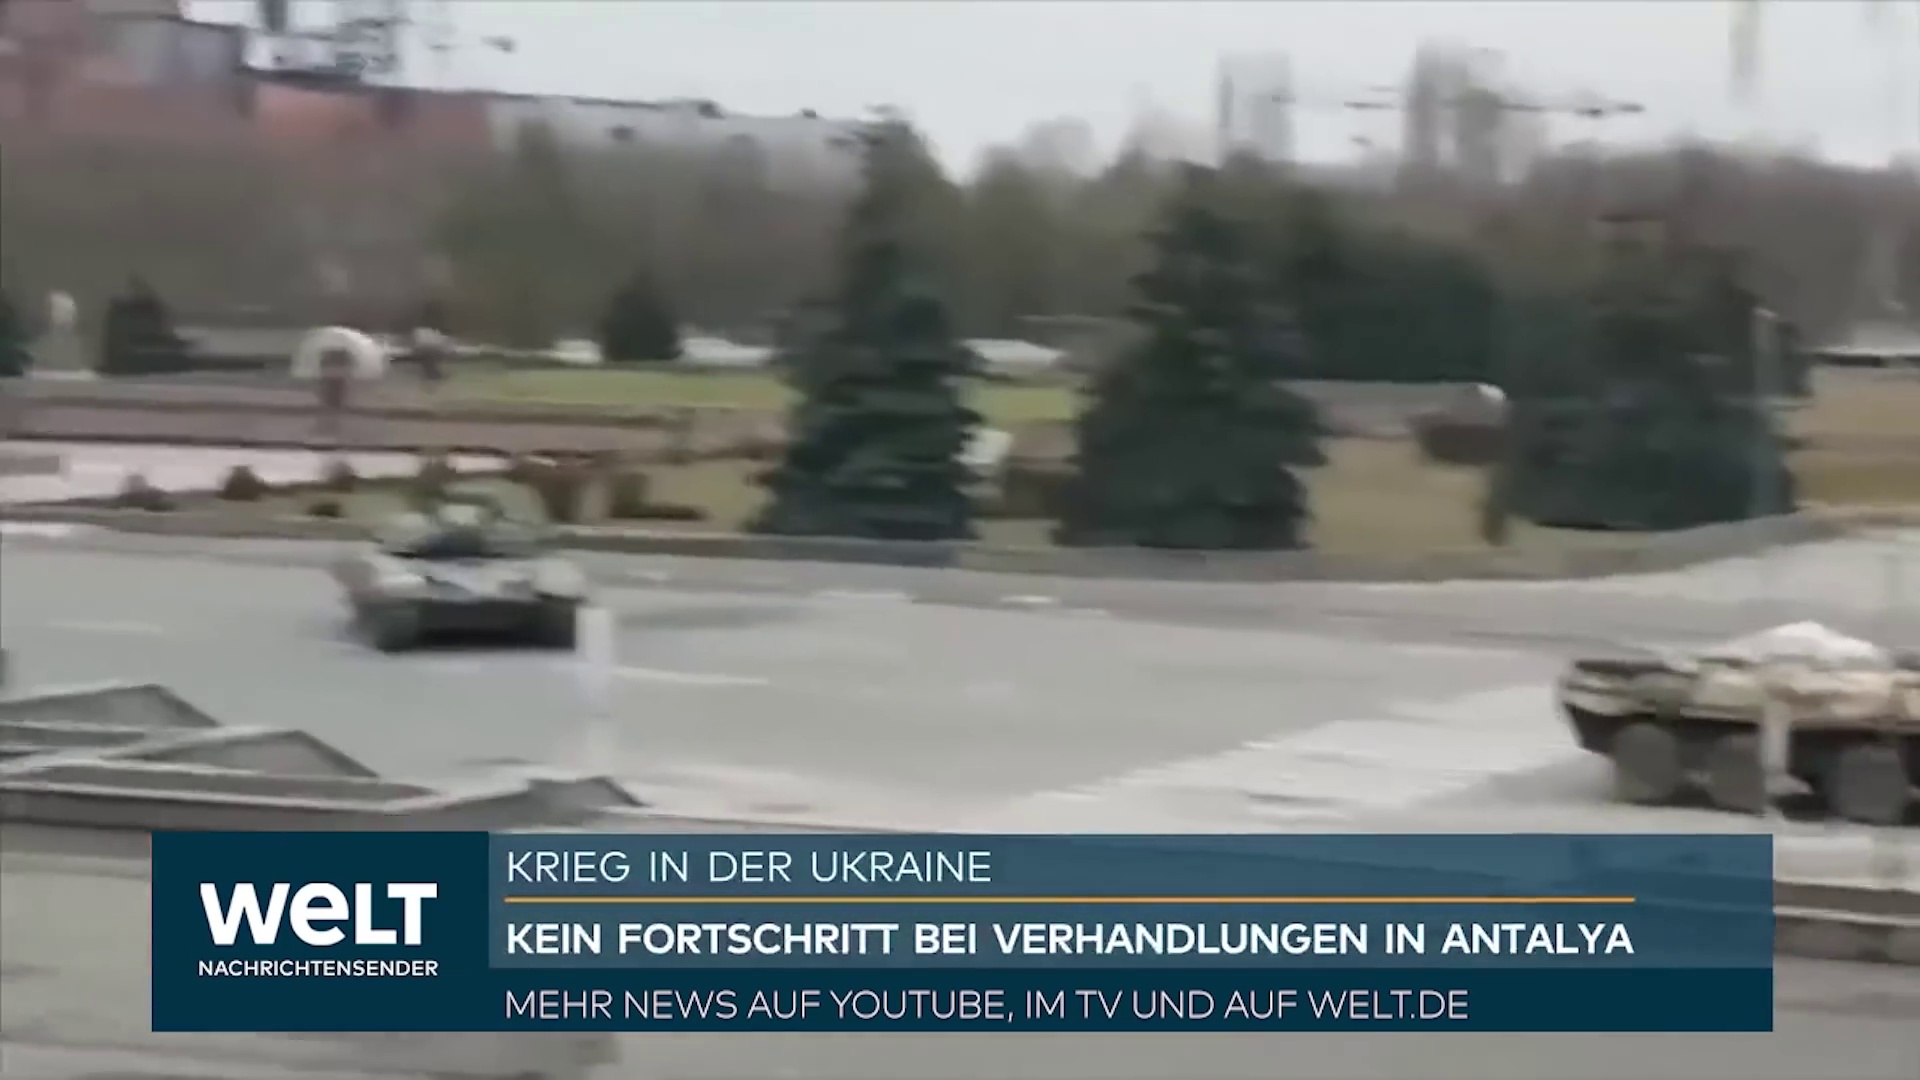 KRIEG IN DER UKRAINE
WELT
KEIN FORTSCHRITT BEI VERHANDLUNGEN IN ANTALYA
NACHRICHTENSENDER
MEHR NEWS AUF YOUTUBE, IM TV UND AUF WELT.DE